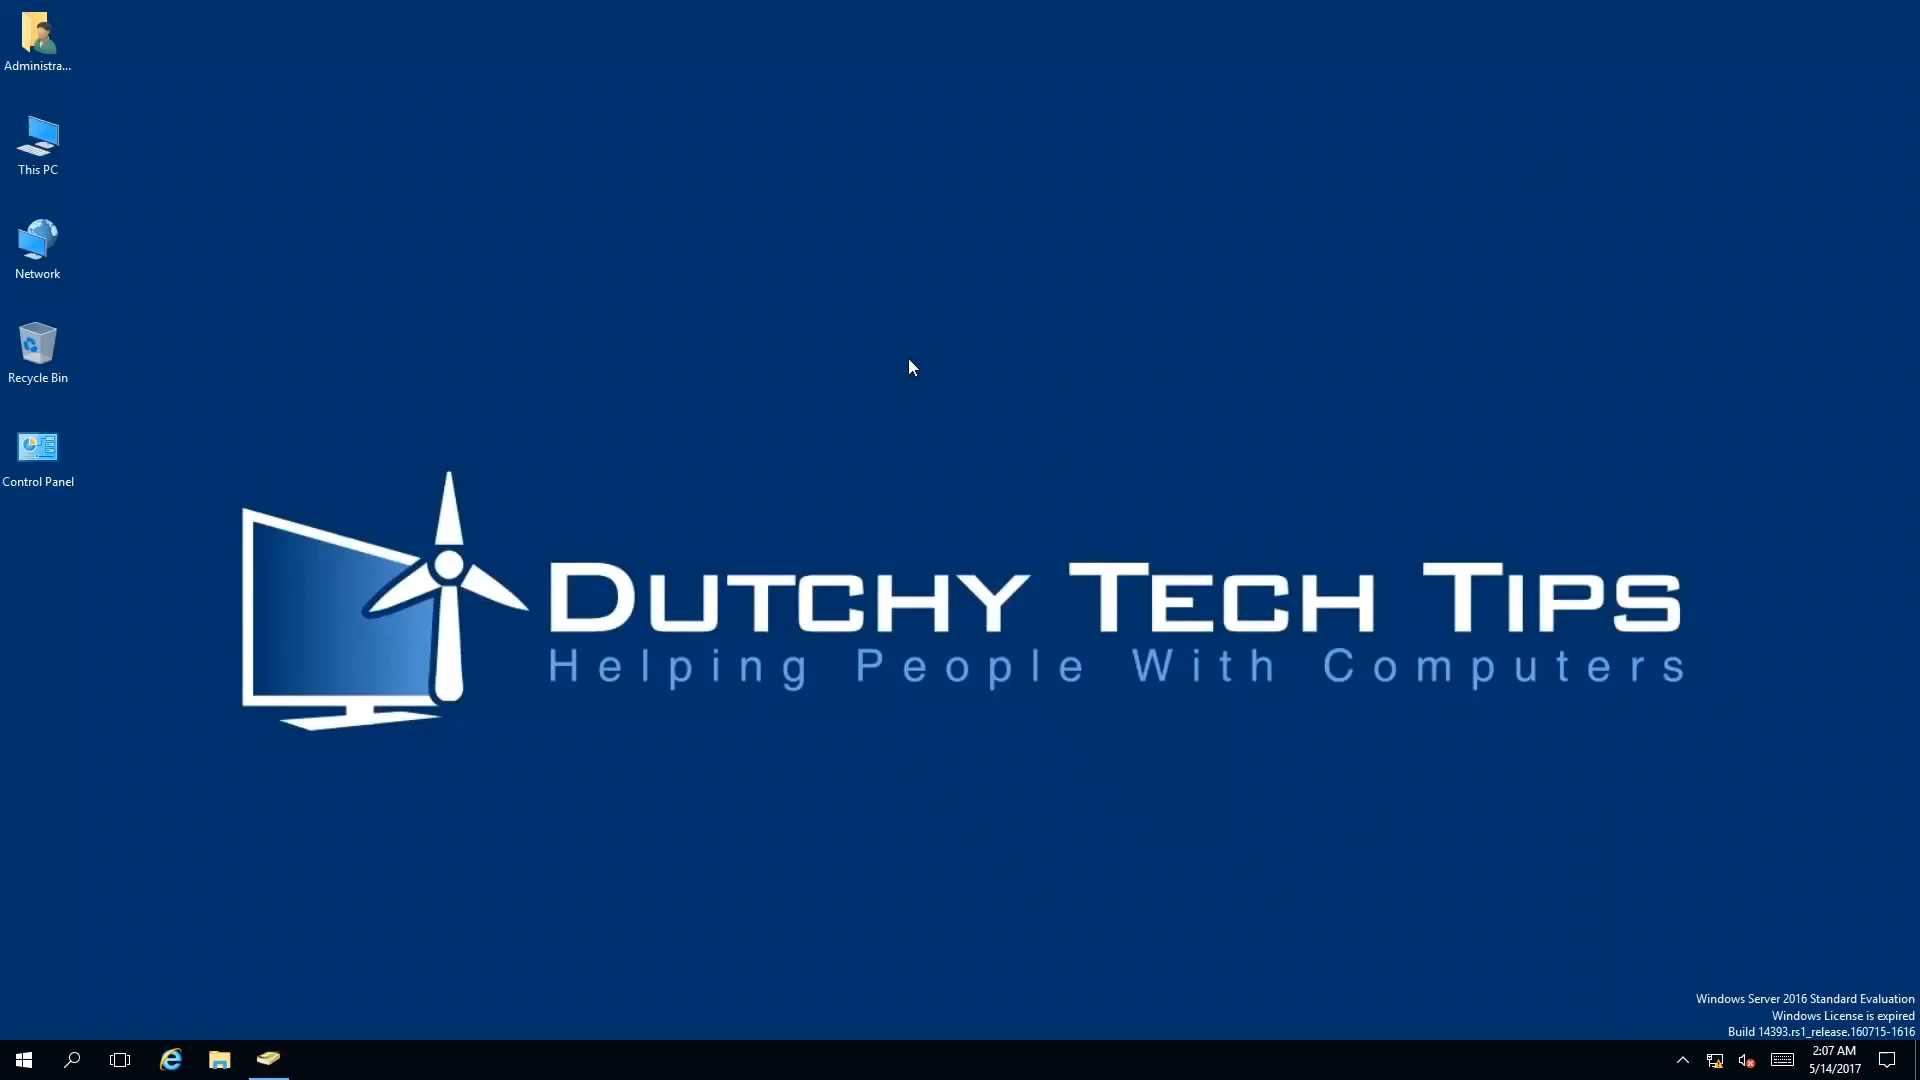 Administra...
This PC
Network
Recycle Bin
Control Panel
DUTCHY TECH TIPS
Helping People With Computers
Windows Server 2016 Standard Evaluation
Windows License is expired
Build 14393.rs1_release.160715-1616
2:07 AM
5/14/2017